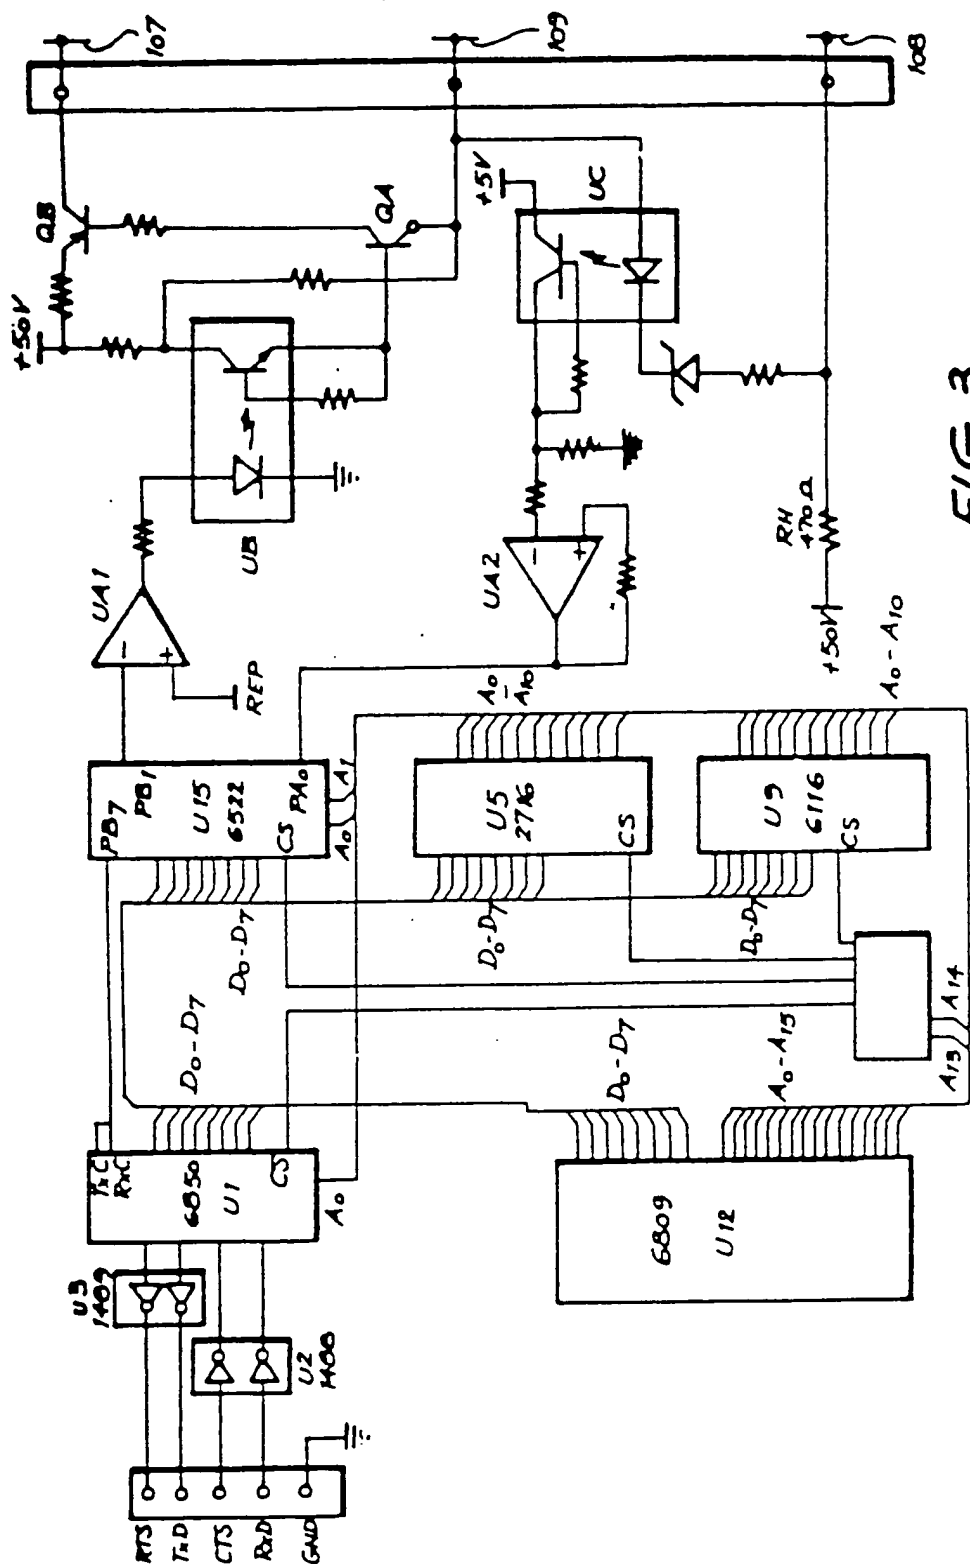 RTS
TxD
CTS
RxD
GND
U3
1489
U2
1488
TxC
RxC
6850
U1
CS
A0
D0-D7
PB7
PB1
U15
6522
CS
PA0
A0
A1
D0-D7
UA1
REP
UB
+50V
QB
QA
107
109
108
UA2
UC
+5V
A0
-
A10
U5
2716
CS
D0-D7
U9
6116
CS
D0-D7
A0-A10
6809
U12
D0-D7
A0-A15
A13
A14
+50V
RH
470Ω
FIG